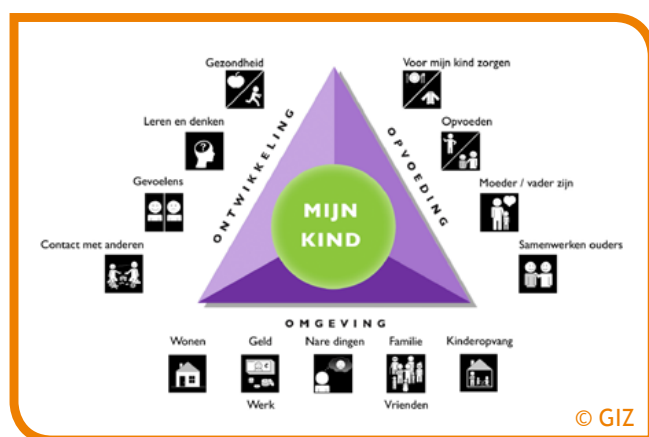 Gezondheid
Leren en denken
Gevoelens
Contact met anderen
ONTWIKKELING
MIJN
KIND
OPVOEDING
Voor mijn kind zorgen
Opvoeden
Moeder / vader zijn
Samenwerken ouders
OMGEVING
Wonen Geld Nare dingen Familie Kinderopvang
Werk Vrienden
© GIZ